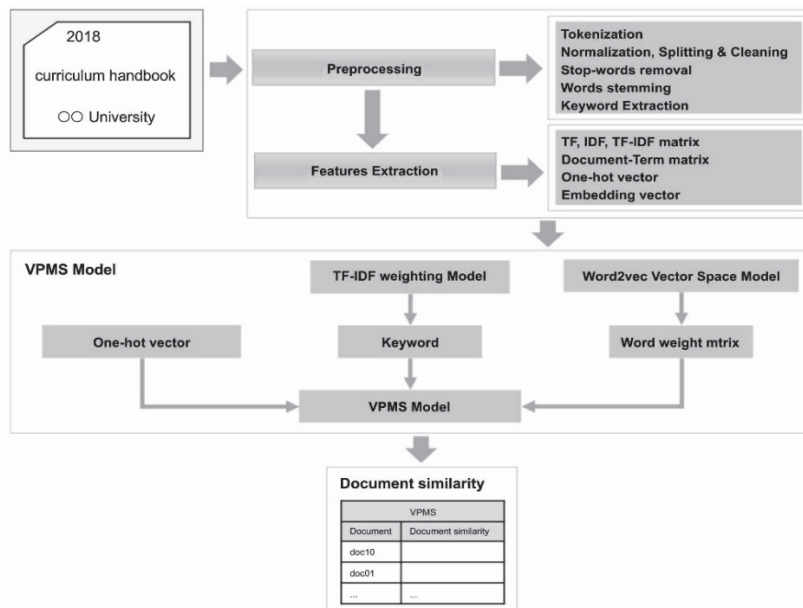 2018
curriculum handbook
○○ University
Preprocessing
Tokenization
Normalization, Splitting & Cleaning
Stop-words removal
Words stemming
Keyword Extraction
Features Extraction
TF, IDF, TF-IDF matrix
Document-Term matrix
One-hot vector
Embedding vector
VPMS Model
TF-IDF weighting Model
Word2vec Vector Space Model
One-hot vector
Keyword
Word weight mtrix
VPMS Model
Document similarity
VPMS
Document Document similarity
doc10
doc01
... ...